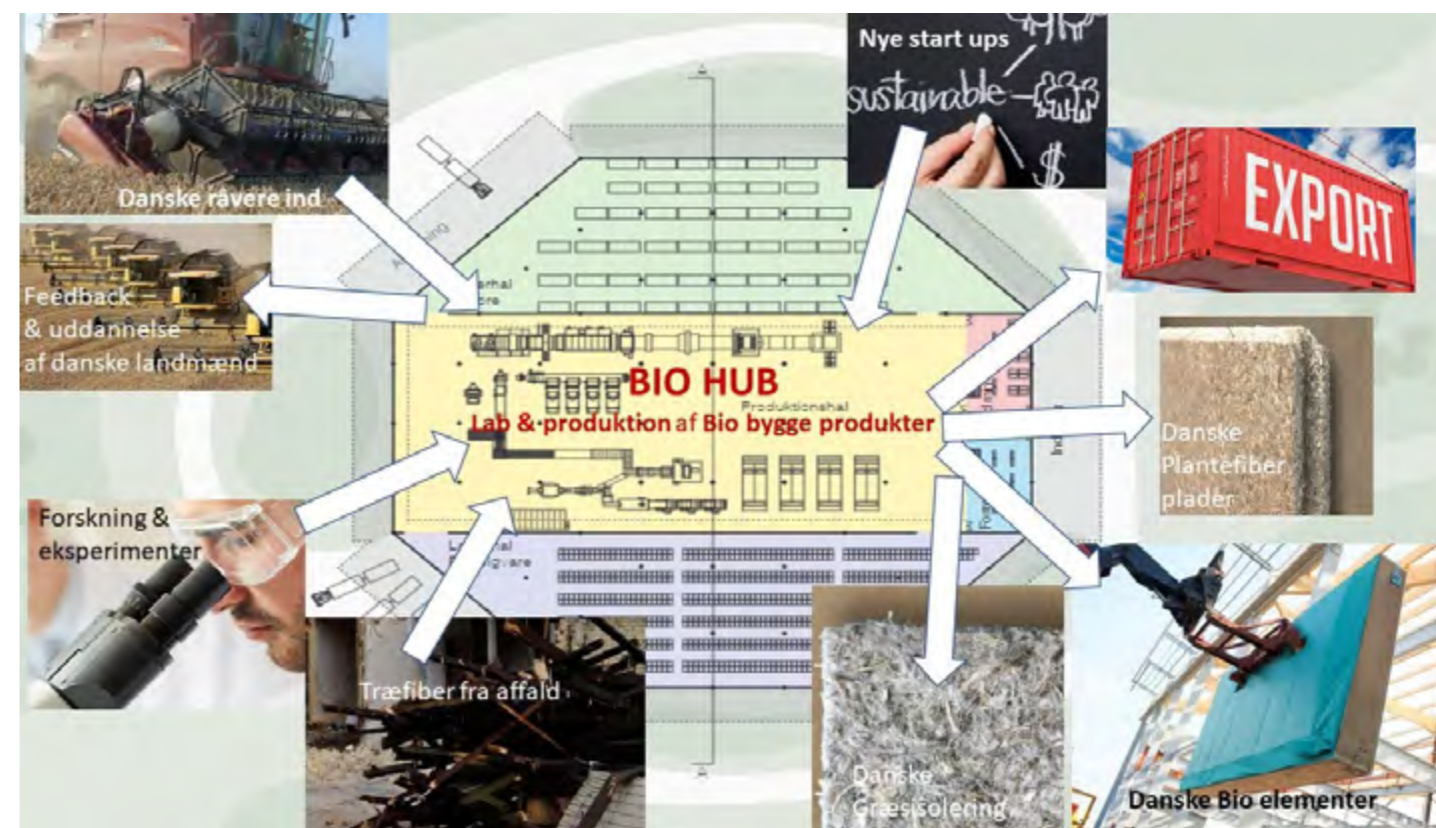 Nye start ups
sustainable
$
EXPORT
Danske råvere ind
Feedback
& uddannelse
af danske landmænd
BIO HUB
Produktionshal
Lab & produktion af Bio bygge produkter
Danske
Plantefiber
plader
Forskning &
eksperimenter
Træfiber fra affald
Danske
Græsisolering
Danske Bio elementer
A